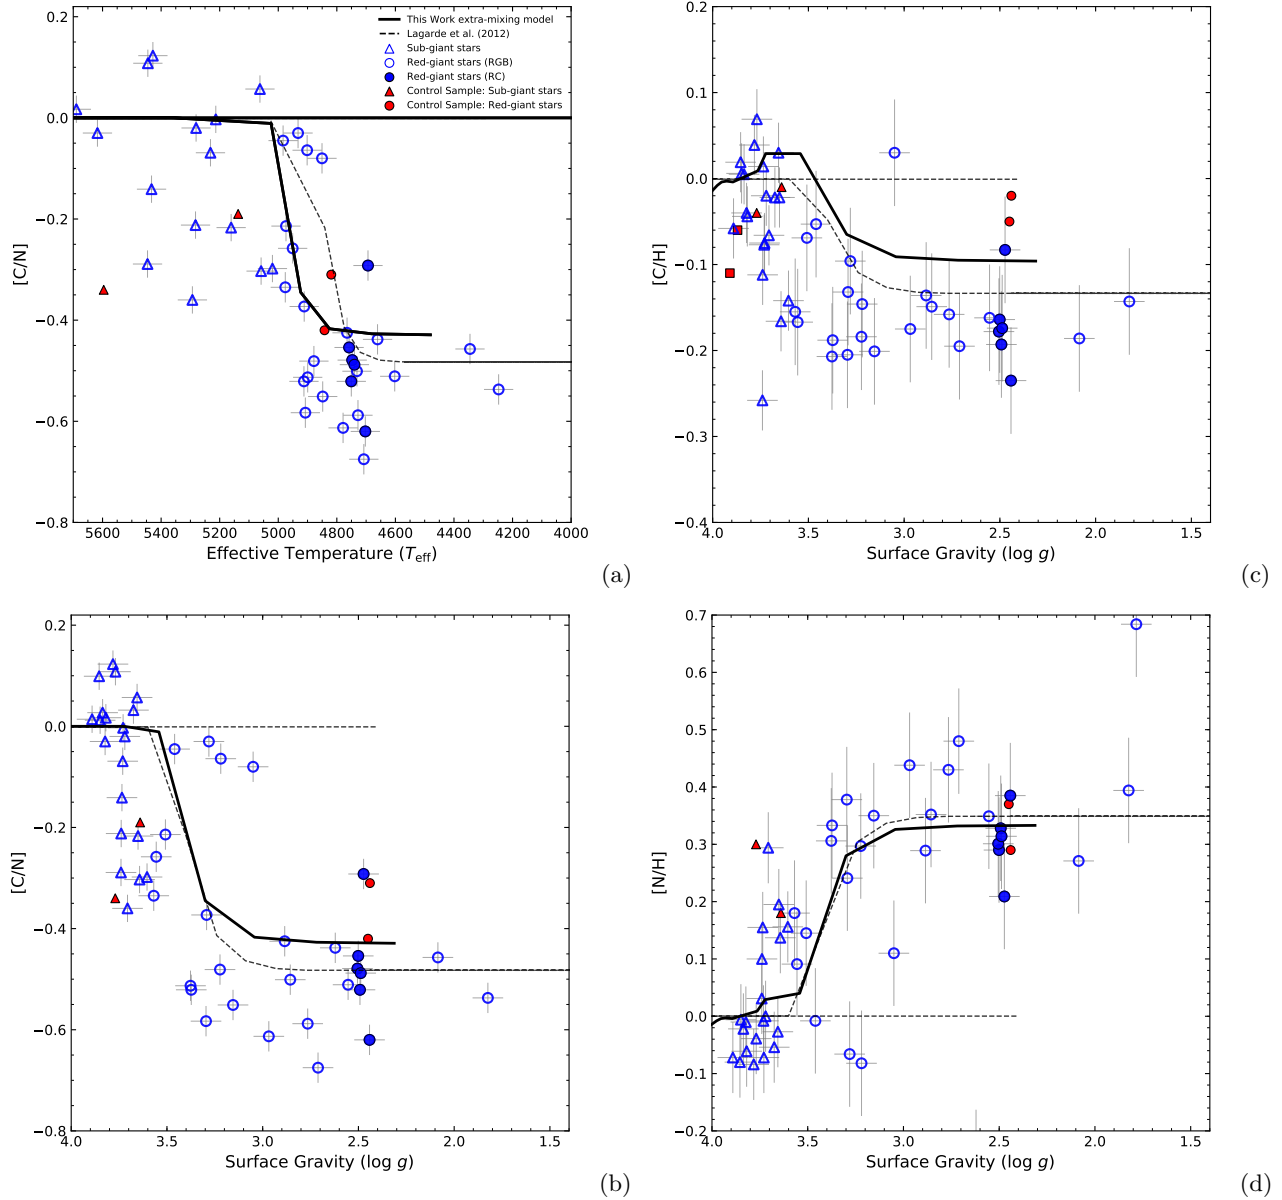 0.2
0.0
−0.2
−0.4
−0.6
−0.8
[C/N]
This Work extra-mixing model
Lagarde et al. (2012)
Sub-giant stars
Red-giant stars (RGB)
Red-giant stars (RC)
Control Sample: Sub-giant stars
Control Sample: Red-giant stars
5600 5400 5200 5000 4800 4600 4400 4200 4000
Effective Temperature (Teff)
(a)
0.2
0.1
0.0
−0.1
−0.2
−0.3
−0.4
[C/H]
4.0 3.5 3.0 2.5 2.0 1.5
Surface Gravity (log g)
(c)
0.2
0.0
−0.2
−0.4
−0.6
−0.8
[C/N]
4.0 3.5 3.0 2.5 2.0 1.5
Surface Gravity (log g)
(b)
0.7
0.6
0.5
0.4
0.3
0.2
0.1
0.0
−0.1
−0.2
[N/H]
4.0 3.5 3.0 2.5 2.0 1.5
Surface Gravity (log g)
(d)